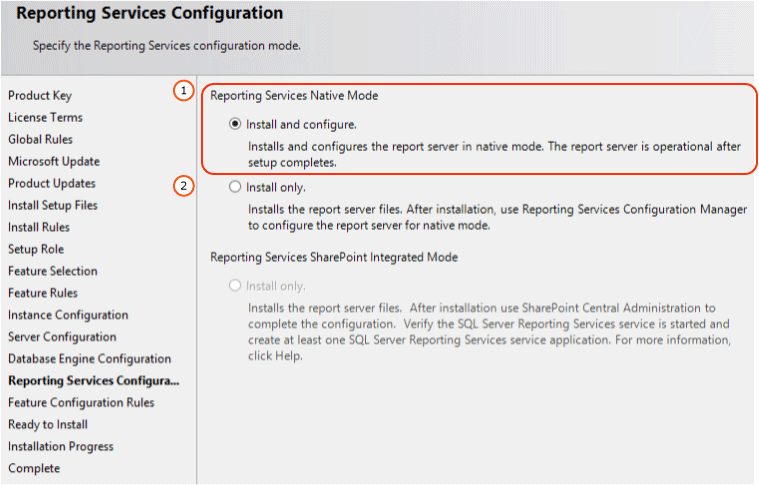 Reporting Services Configuration
Specify the Reporting Services configuration mode.
Product Key
License Terms
Global Rules
Microsoft Update
Product Updates
Install Setup Files
Install Rules
Setup Role
Feature Selection
Feature Rules
Instance Configuration
Server Configuration
Database Engine Configuration
Reporting Services Configura...
Feature Configuration Rules
Ready to Install
Installation Progress
Complete
1
Reporting Services Native Mode
Install and configure.
Installs and configures the report server in native mode. The report server is operational after
setup completes.
2
Install only.
Installs the report server files. After installation, use Reporting Services Configuration Manager
to configure the report server for native mode.
Reporting Services SharePoint Integrated Mode
Install only.
Installs the report server files. After installation use SharePoint Central Administration to
complete the configuration. Verify the SQL Server Reporting Services service is started and
create at least one SQL Server Reporting Services service application. For more information,
click Help.